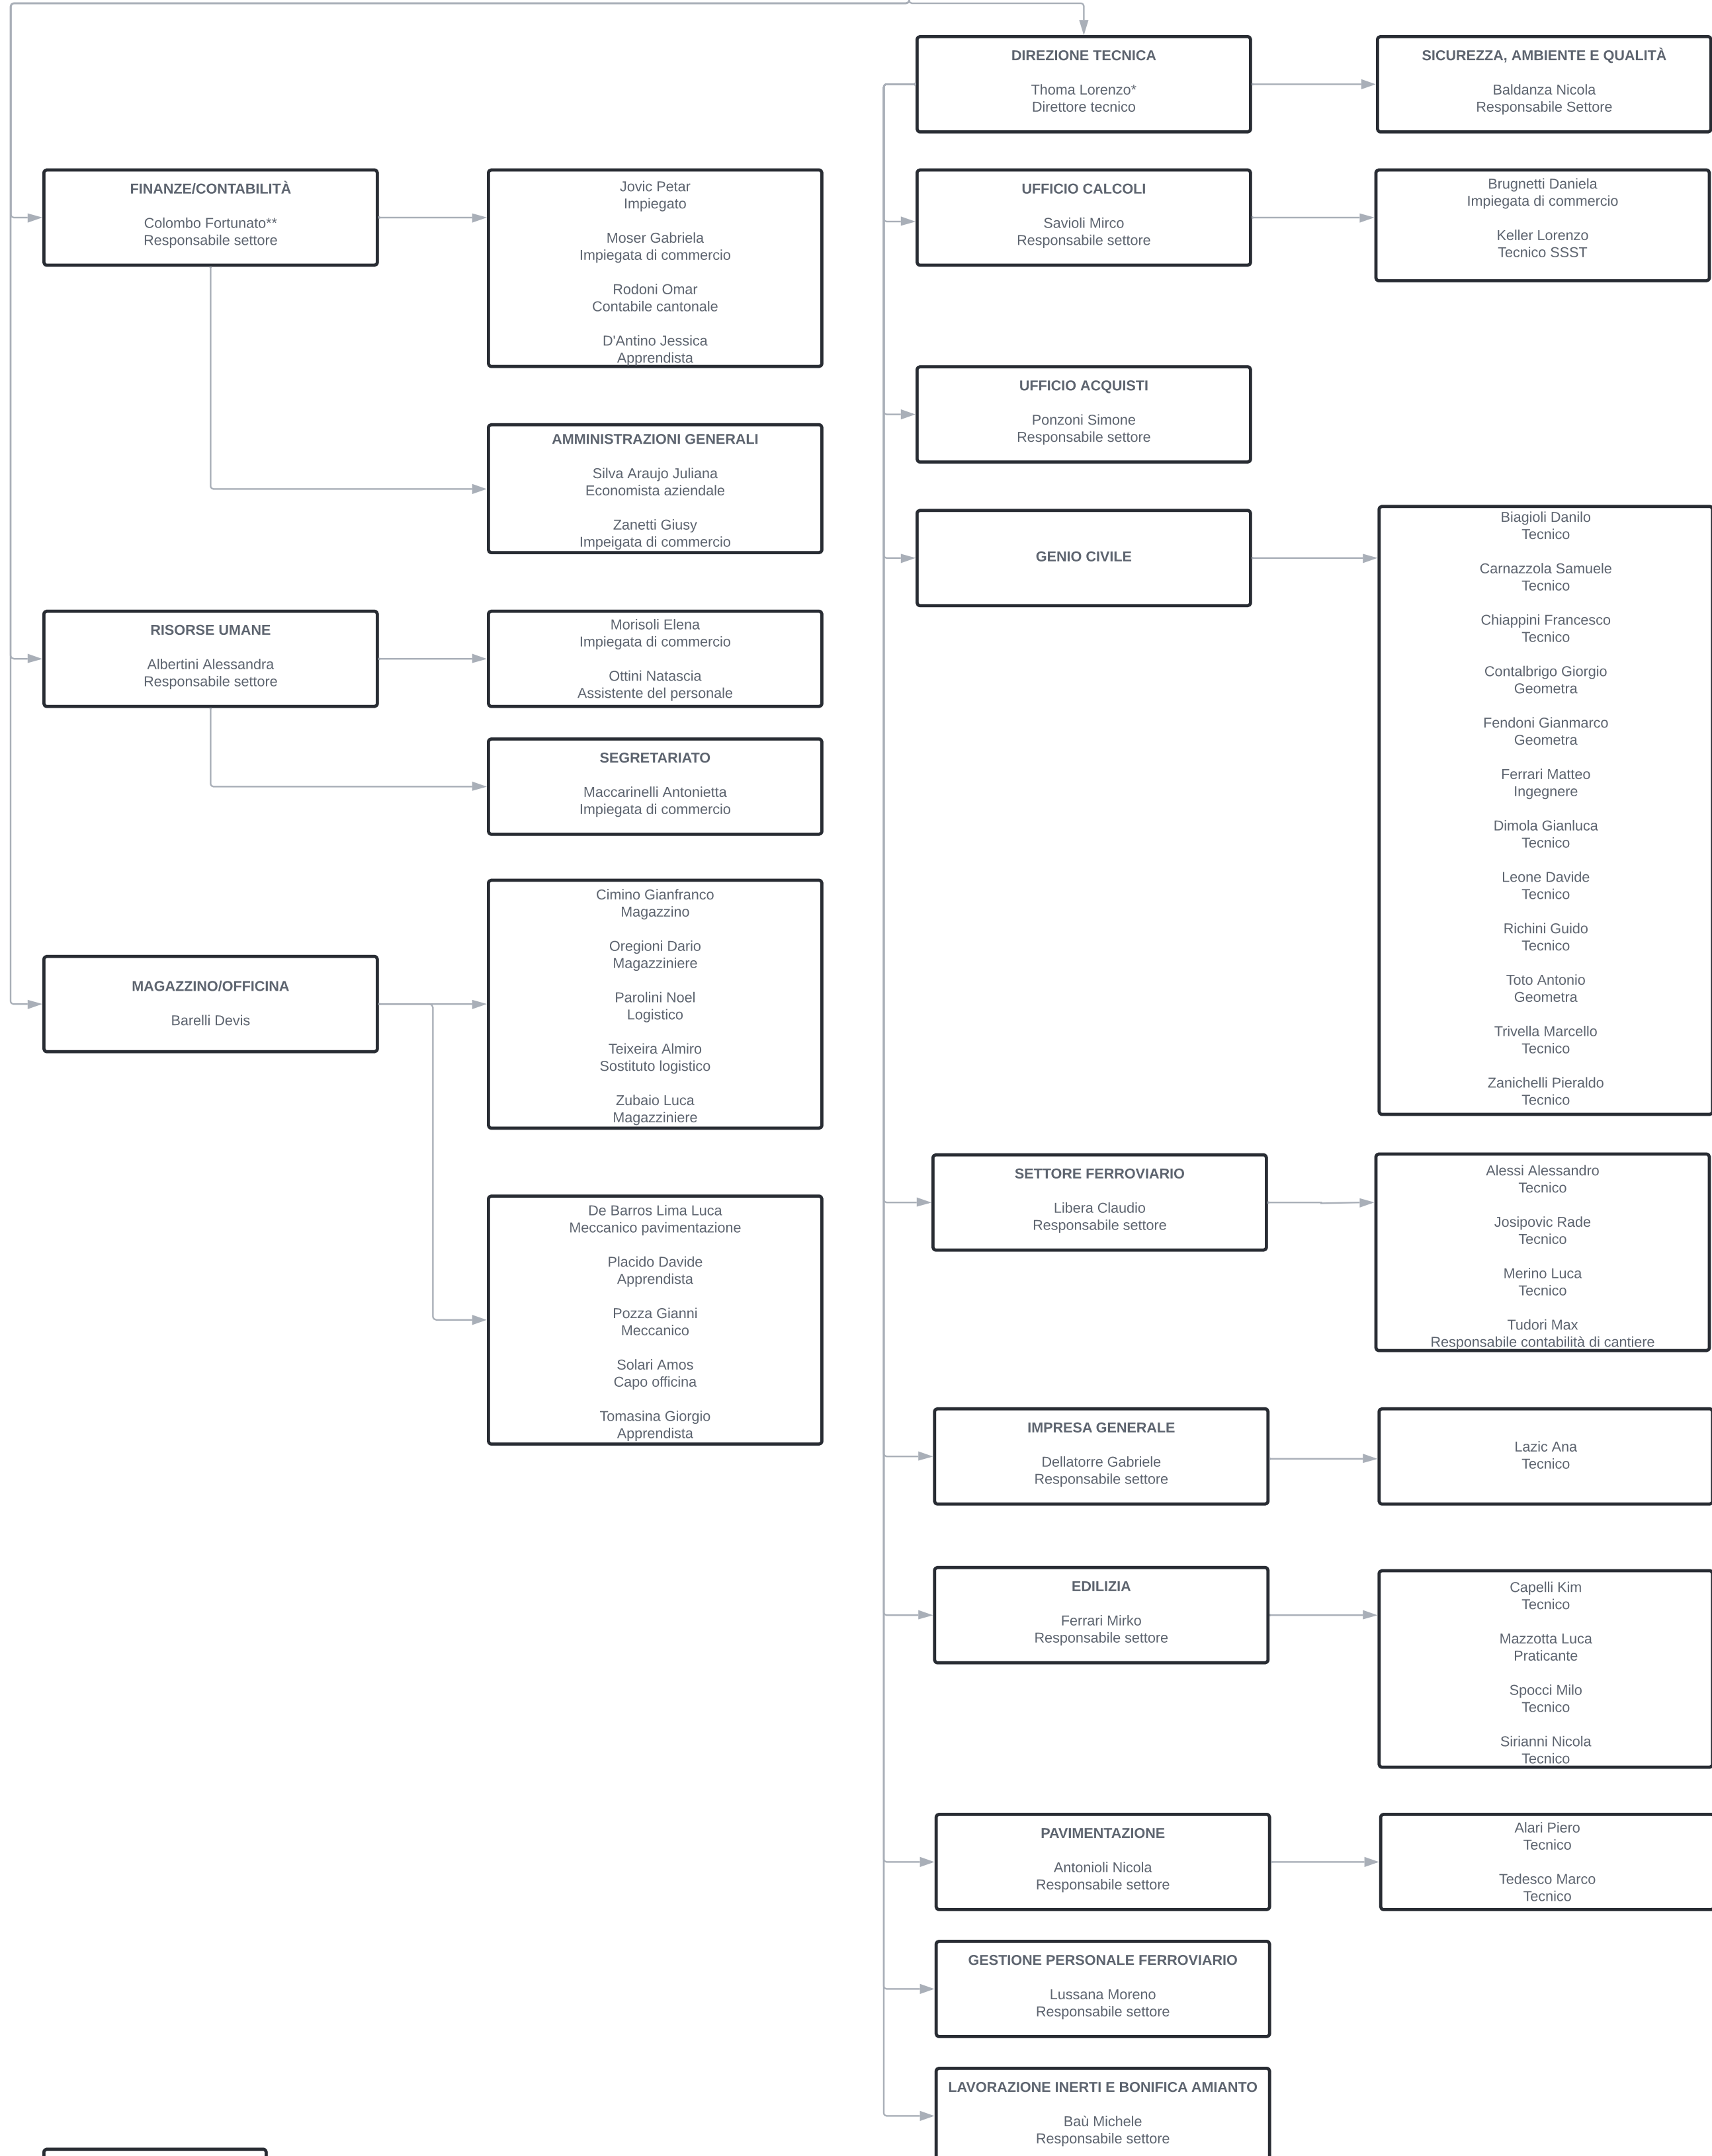 DIREZIONE TECNICA
Thoma Lorenzo*
Direttore tecnico
SICUREZZA, AMBIENTE E QUALITÀ
Baldanza Nicola
Responsabile Settore
FINANZE/CONTABILITÀ
Colombo Fortunato**
Responsabile settore
Jovic Petar
Impiegato
Moser Gabriela
Impiegata di commercio
Rodoni Omar
Contabile cantonale
D'Antino Jessica
Apprendista
AMMINISTRAZIONI GENERALI
Silva Araujo Juliana
Economista aziendale
Zanetti Giusy
Impeigata di commercio
RISORSE UMANE
Albertini Alessandra
Responsabile settore
Morisoli Elena
Impiegata di commercio
Ottini Natascia
Assistente del personale
SEGRETARIATO
Maccarinelli Antonietta
Impiegata di commercio
MAGAZZINO/OFFICINA
Barelli Devis
Cimino Gianfranco
Magazzino
Oregioni Dario
Magazziniere
Parolini Noel
Logistico
Teixeira Almiro
Sostituto logistico
Zubaio Luca
Magazziniere
De Barros Lima Luca
Meccanico pavimentazione
Placido Davide
Apprendista
Pozza Gianni
Meccanico
Solari Amos
Capo officina
Tomasina Giorgio
Apprendista
UFFICIO CALCOLI
Savioli Mirco
Responsabile settore
Brugnetti Daniela
Impiegata di commercio
Keller Lorenzo
Tecnico SSST
UFFICIO ACQUISTI
Ponzoni Simone
Responsabile settore
GENIO CIVILE
Biagioli Danilo
Tecnico
Carnazzola Samuele
Tecnico
Chiappini Francesco
Tecnico
Contalbrigo Giorgio
Geometra
Fendoni Gianmarco
Geometra
Ferrari Matteo
Ingegnere
Dimola Gianluca
Tecnico
Leone Davide
Tecnico
Richini Guido
Tecnico
Toto Antonio
Geometra
Trivella Marcello
Tecnico
Zanichelli Pieraldo
Tecnico
SETTORE FERROVIARIO
Libera Claudio
Responsabile settore
Alessi Alessandro
Tecnico
Josipovic Rade
Tecnico
Merino Luca
Tecnico
Tudori Max
Responsabile contabilità di cantiere
IMPRESA GENERALE
Dellatorre Gabriele
Responsabile settore
Lazic Ana
Tecnico
EDILIZIA
Ferrari Mirko
Responsabile settore
Capelli Kim
Tecnico
Mazzotta Luca
Praticante
Spocci Milo
Tecnico
Sirianni Nicola
Tecnico
PAVIMENTAZIONE
Antonioli Nicola
Responsabile settore
Alari Piero
Tecnico
Tedesco Marco
Tecnico
GESTIONE PERSONALE FERROVIARIO
Lussana Moreno
Responsabile settore
LAVORAZIONE INERTI E BONIFICA AMIANTO
Baù Michele
Responsabile settore